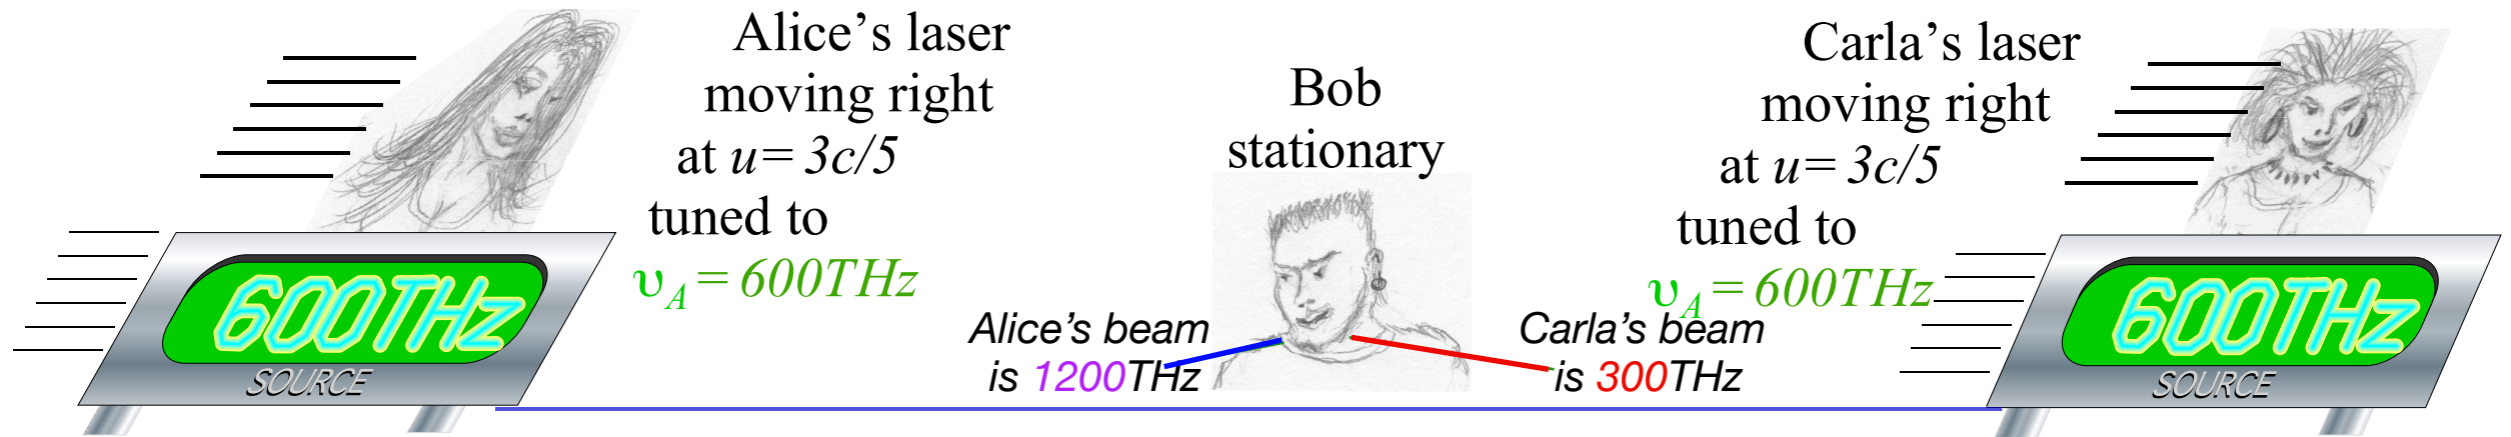 Alice’s laser
moving right
at u= 3c/5
tuned to
υA = 600THz
600THz
SOURCE
Bob
stationary
Alice’s beam
is 1200THz
Carla’s beam
is 300THz
Carla’s laser
moving right
at u= 3c/5
tuned to
υA = 600THz
600THz
SOURCE